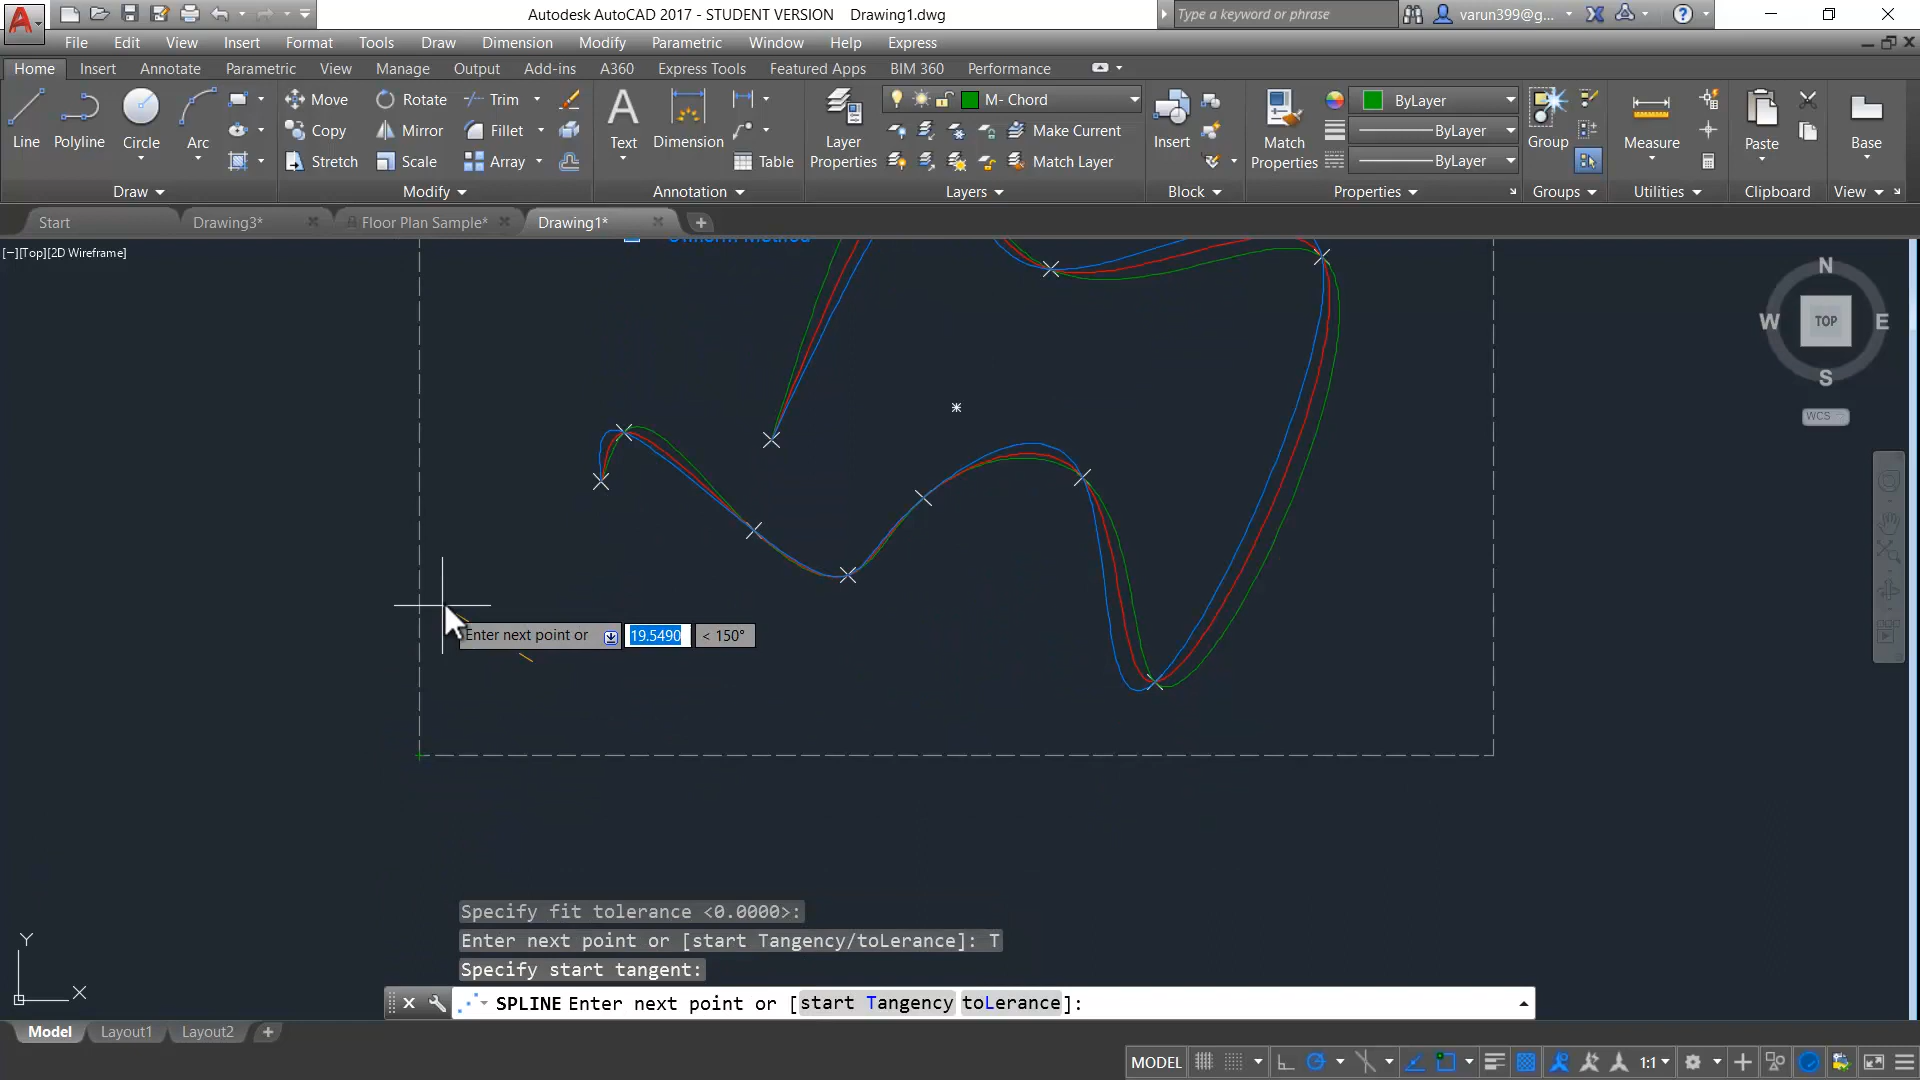 Autodesk AutoCAD 2017 - STUDENT VERSION Drawing1.dwg
Type a keyword or phrase
varun399@g...
File Edit View Insert Format Tools Draw Dimension Modify Parametric Window Help Express
Home Insert Annotate Parametric View Manage Output Add-ins A360 Express Tools Featured Apps BIM 360 Performance
Line Polyline Circle Arc
Move Rotate Trim
Copy Mirror Fillet
Stretch Scale Array
Text Dimension Table
Layer Properties
M- Chord
Make Current
Match Layer
Insert
Match Properties
ByLayer
ByLayer
ByLayer
Group
Measure
Paste
Base
Draw Modify Annotation Layers Block Properties Groups Utilities Clipboard View
Start Drawing3* Floor Plan Sample* Drawing1*
[−][Top][2D Wireframe]
Uniform Method
N
W TOP E
S
WCS
Enter next point or 19.5490 < 150°
Specify fit tolerance <0.0000>:
Enter next point or [start Tangency/toLerance]: T
Specify start tangent:
SPLINE Enter next point or [start Tangency toLerance]:
Y
X
Model Layout1 Layout2
MODEL 1:1